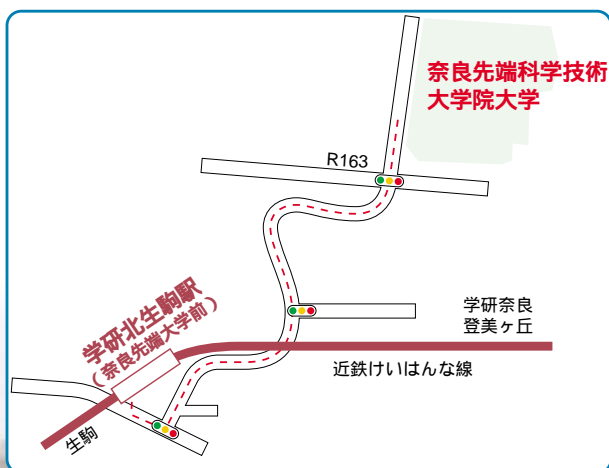 奈良先端科学技術
大学院大学
R163
学研奈良
登美ヶ丘
学研北生駒駅
（奈良先端大学前）
近鉄けいはんな線
生駒